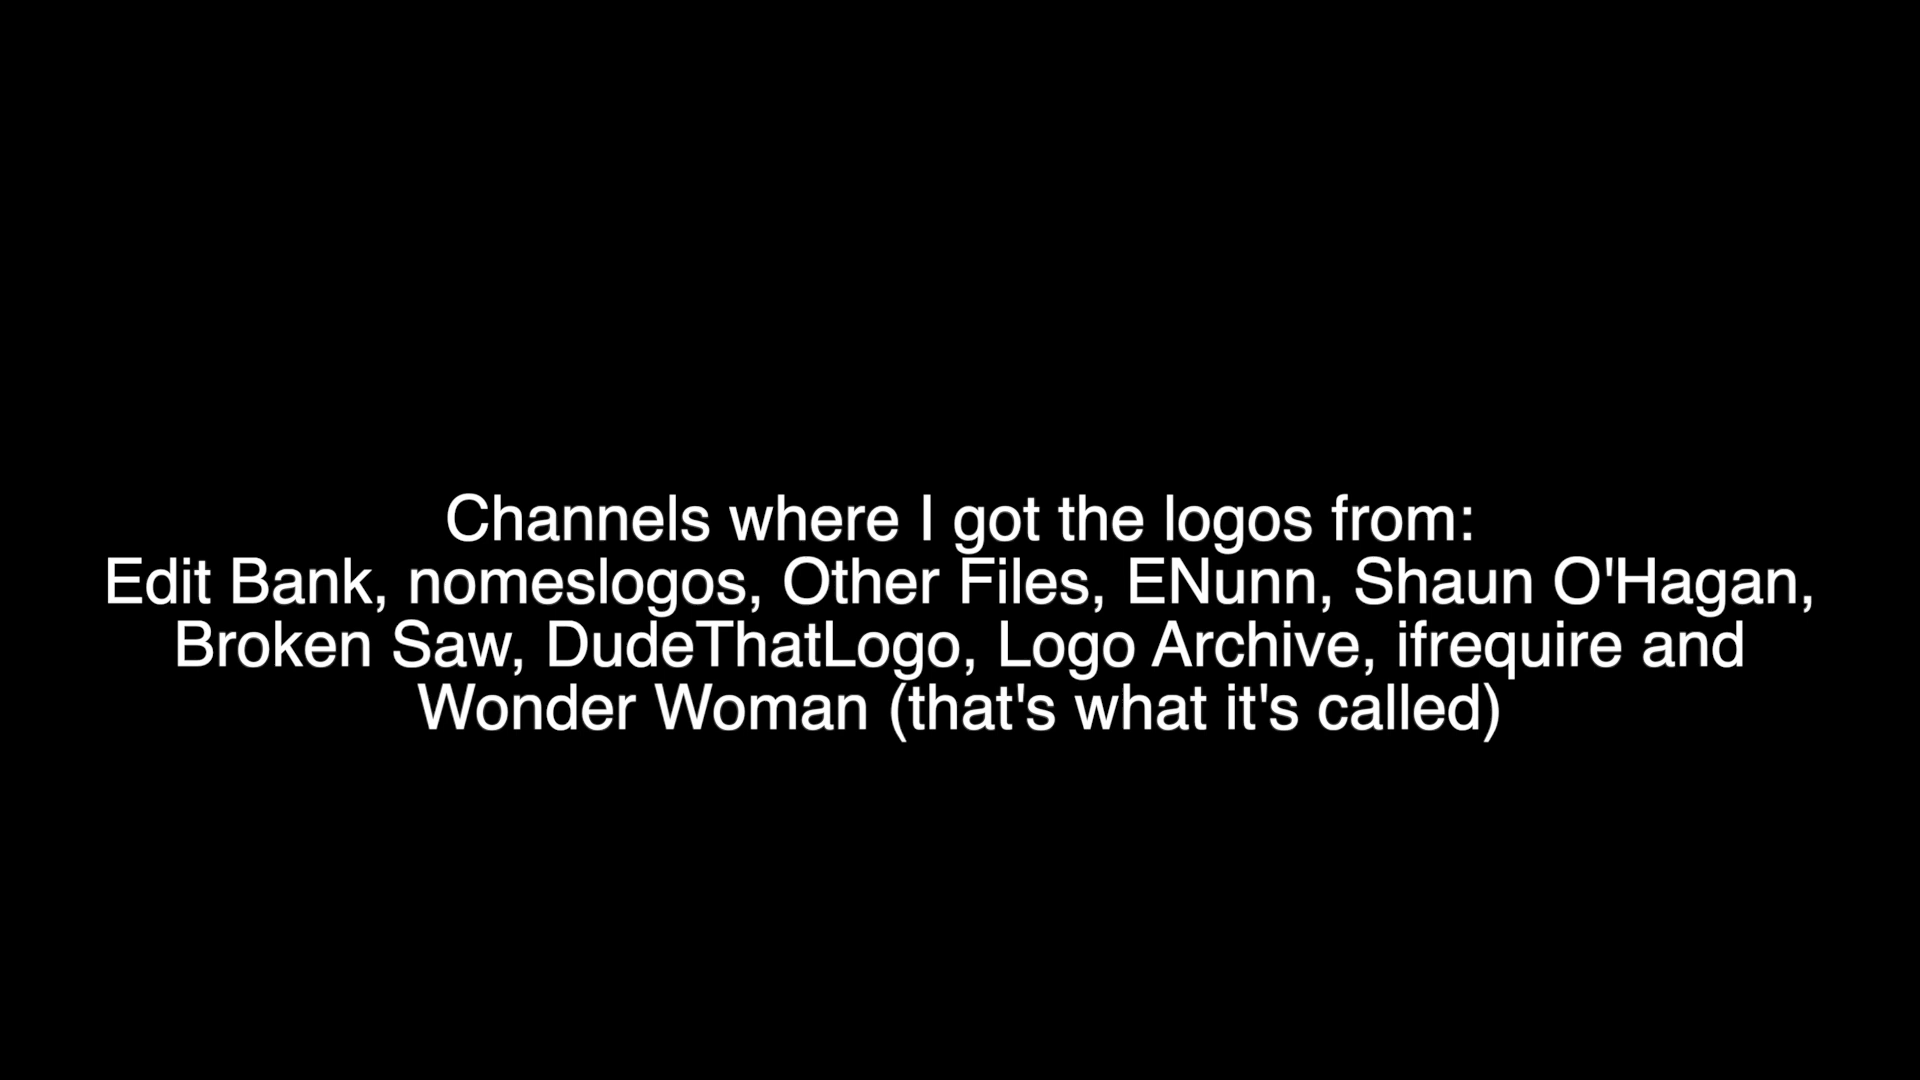 Channels where I got the logos from:
Edit Bank, nomeslogos, Other Files, ENunn, Shaun O'Hagan,
Broken Saw, DudeThatLogo, Logo Archive, ifrequire and
Wonder Woman (that's what it's called)